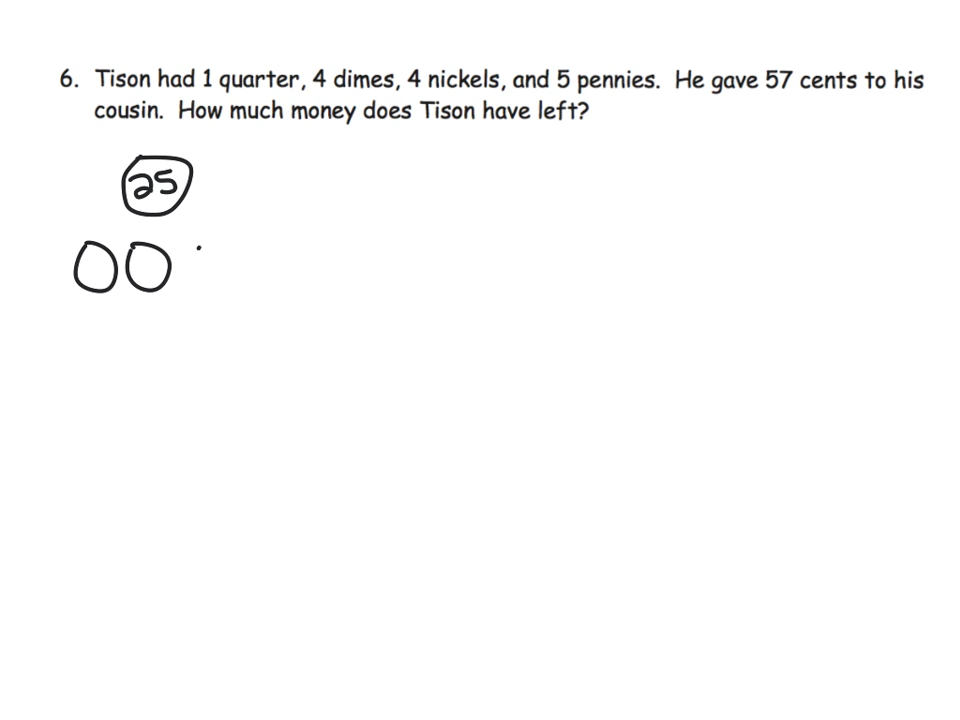 6. Tison had 1 quarter, 4 dimes, 4 nickels, and 5 pennies. He gave 57 cents to his
cousin. How much money does Tison have left?
25